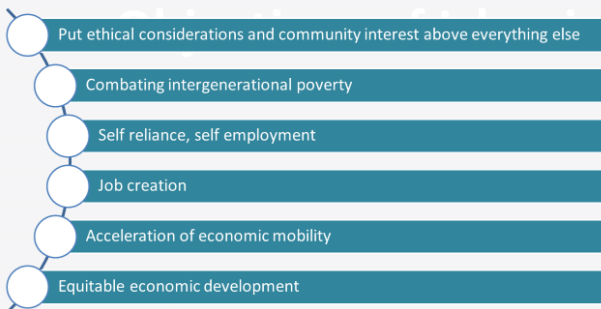 Put ethical considerations and community interest above everything else
Combating intergenerational poverty
Self reliance, self employment
Job creation
Acceleration of economic mobility
Equitable economic development